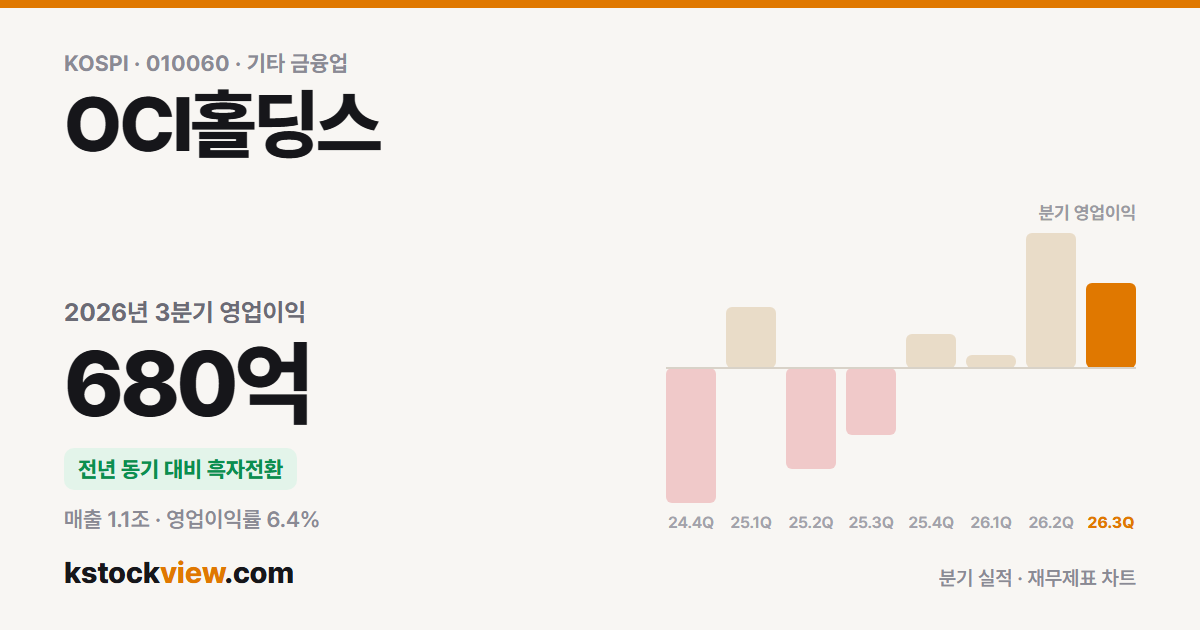 KOSPI · 010060 · 기타 금융업
OCI홀딩스
분기 영업이익
2026년 3분기 영업이익
680억
전년 동기 대비 흑자전환
매출 1.1조 · 영업이익률 6.4%
24.4Q 25.1Q 25.2Q 25.3Q 25.4Q 26.1Q 26.2Q 26.3Q
kstockview.com
분기 실적 · 재무제표 차트